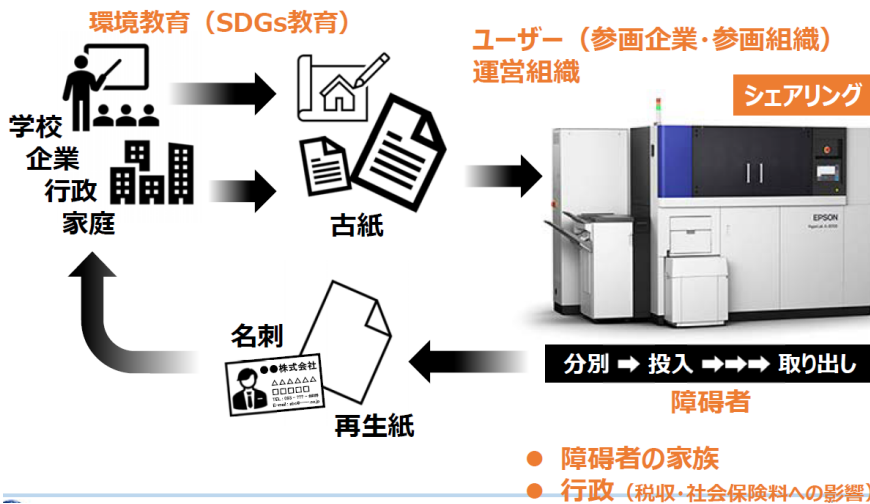 環境教育（SDGs教育）
ユーザー（参画企業・参画組織）
運営組織
シェアリング
学校
企業
行政
家庭
古紙
EPSON
名刺
●●株式会社
△△△△△△
□□□□□
再生紙
分別 ➡ 投入 ➡➡➡ 取り出し
障碍者
● 障碍者の家族
● 行政（税収・社会保険料への影響）